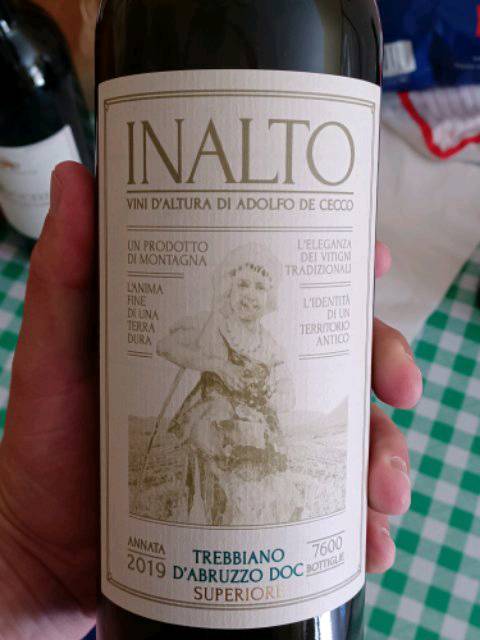 INALTO
VINI D'ALTURA DI ADOLFO DE CECCO
UN PRODOTTO
DI MONTAGNA
L'ANIMA
FINE
DI UNA
TERRA
DURA
L'ELEGANZA
DEI VITIGNI
TRADIZIONALI
L'IDENTITÀ
DI UN
TERRITORIO
ANTICO
ANNATA
2019
TREBBIANO
D'ABRUZZO DOC
SUPERIORE
7600
BOTTIGLIE